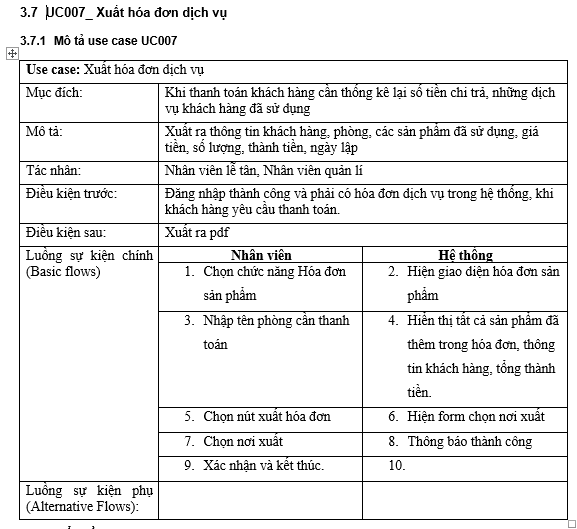 3.7 UC007_ Xuất hóa đơn dịch vụ
3.7.1 Mô tả use case UC007
Use case: Xuất hóa đơn dịch vụ
Mục đích:
Khi thanh toán khách hàng cần thống kê lại số tiền chi trả, những dịch
vụ khách hàng đã sử dụng
Mô tả:
Xuất ra thông tin khách hàng, phòng, các sản phẩm đã sử dụng, giá
tiền, số lượng, thành tiền, ngày lập
Tác nhân:
Nhân viên lễ tân, Nhân viên quản lí
Điều kiện trước:
Đăng nhập thành công và phải có hóa đơn dịch vụ trong hệ thống, khi
khách hàng yêu cầu thanh toán.
Điều kiện sau:
Xuất ra pdf
Luồng sự kiện chính
(Basic flows)
Nhân viên
Hệ thông
1. Chọn chức năng Hóa đơn
sản phẩm
2. Hiện giao diện hóa đơn sản
phẩm
3. Nhập tên phòng cần thanh
toán
4. Hiển thị tất cả sản phẩm đã
thêm trong hóa đơn, thông
tin khách hàng, tổng thành
tiền.
5. Chọn nút xuất hóa đơn
6. Hiện form chọn nơi xuất
7. Chọn nơi xuất
8. Thông báo thành công
9. Xác nhận và kết thúc.
10.
Luồng sự kiện phụ
(Alternative Flows):